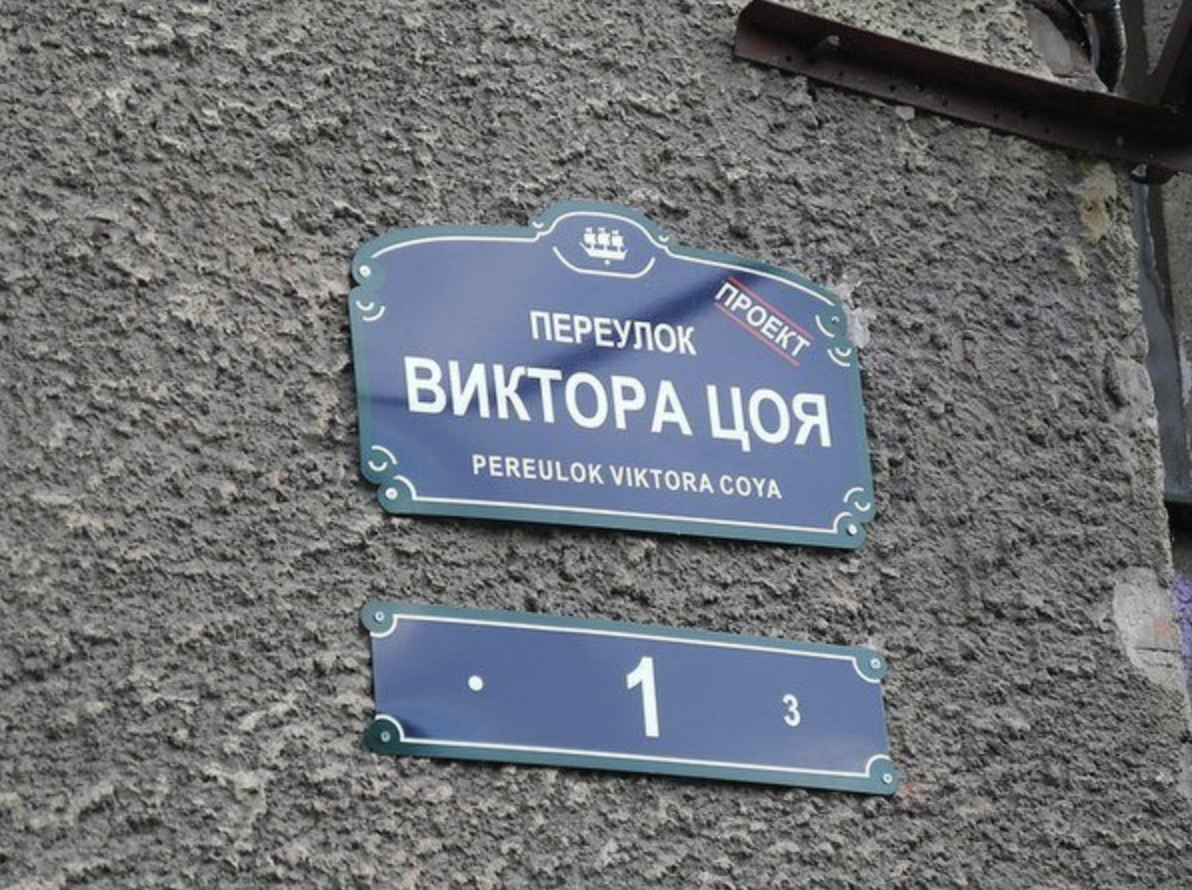 ПРОЕКТ
ПЕРЕУЛОК
ВИКТОРА ЦОЯ
PEREULOK VIKTORA COYA
• 1 3